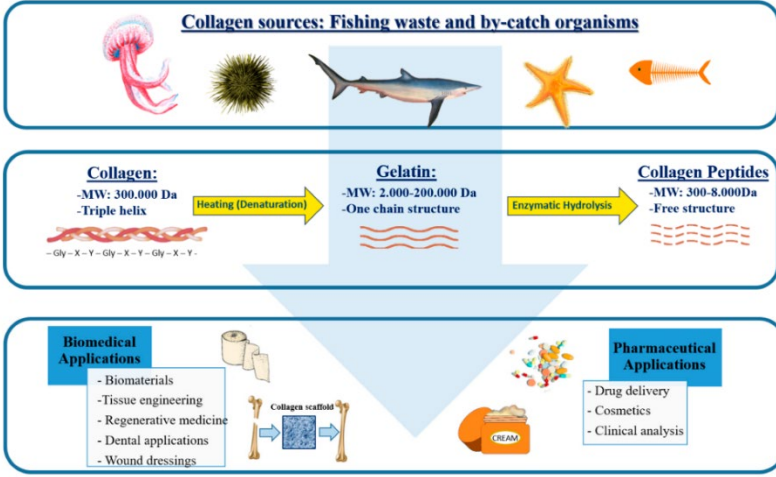 Collagen sources: Fishing waste and by-catch organisms
Collagen:
-MW: 300.000 Da
-Triple helix
– Gly – X – Y – Gly – X – Y – Gly – X – Y -
Heating (Denaturation)
Gelatin:
-MW: 2.000-200.000 Da
-One chain structure
Enzymatic Hydrolysis
Collagen Peptides
-MW: 300-8.000Da
-Free structure
Biomedical
Applications
- Biomaterials
-Tissue engineering
- Regenerative medicine
- Dental applications
- Wound dressings
Collagen scaffold
CREAM
Pharmaceutical
Applications
- Drug delivery
- Cosmetics
- Clinical analysis